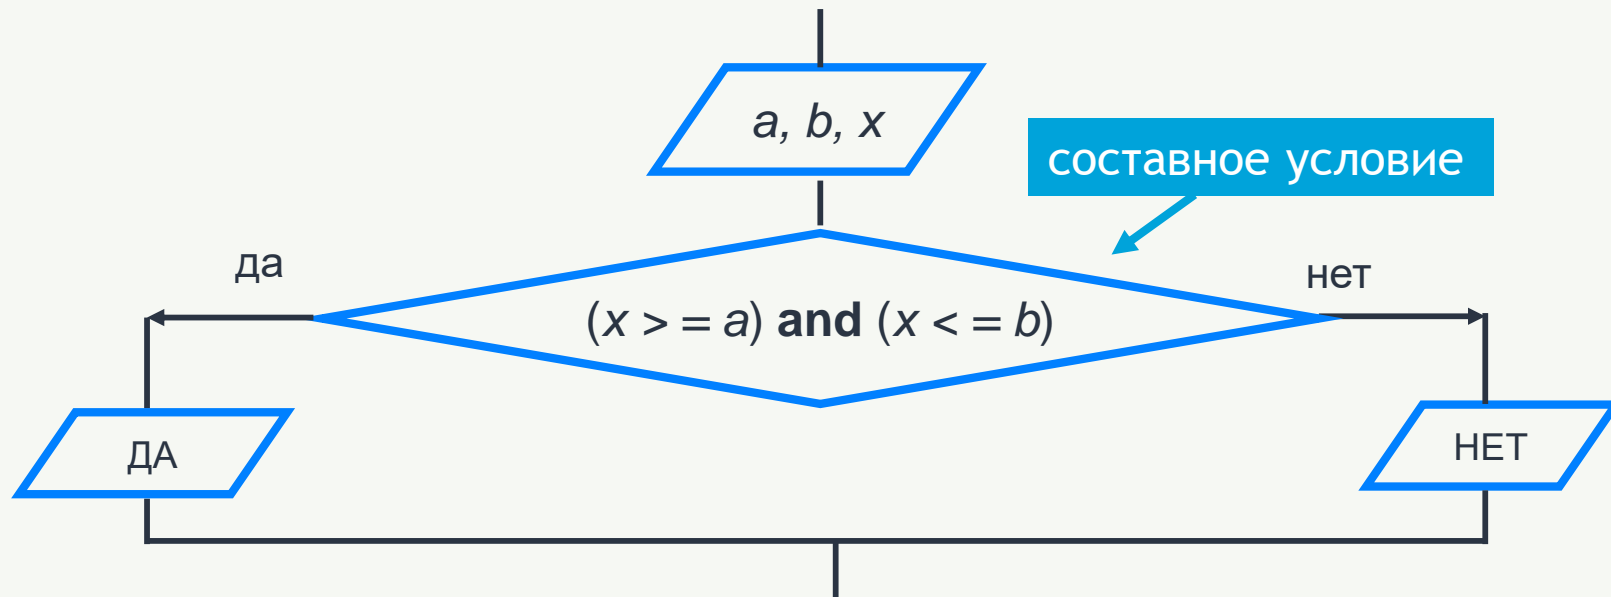 a, b, x
составное условие
да
нет
(x > = a) and (x < = b)
ДА
НЕТ